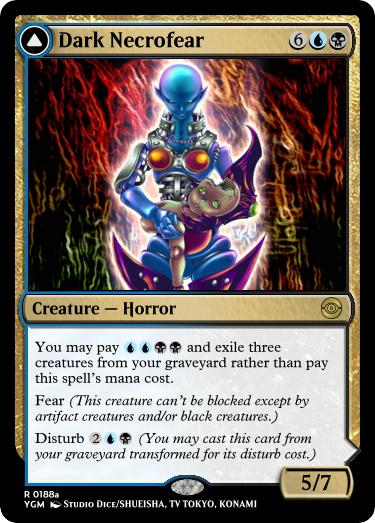 Dark Necrofear 6
Creature — Horror
You may pay and exile three
creatures from your graveyard rather than pay
this spell's mana cost.
Fear (This creature can't be blocked except by
artifact creatures and/or black creatures.)
Disturb 2 (You may cast this card from
your graveyard transformed for its disturb cost.)
5/7
R 0188a
YGM STUDIO DICE/SHUEISHA, TV TOKYO, KONAMI